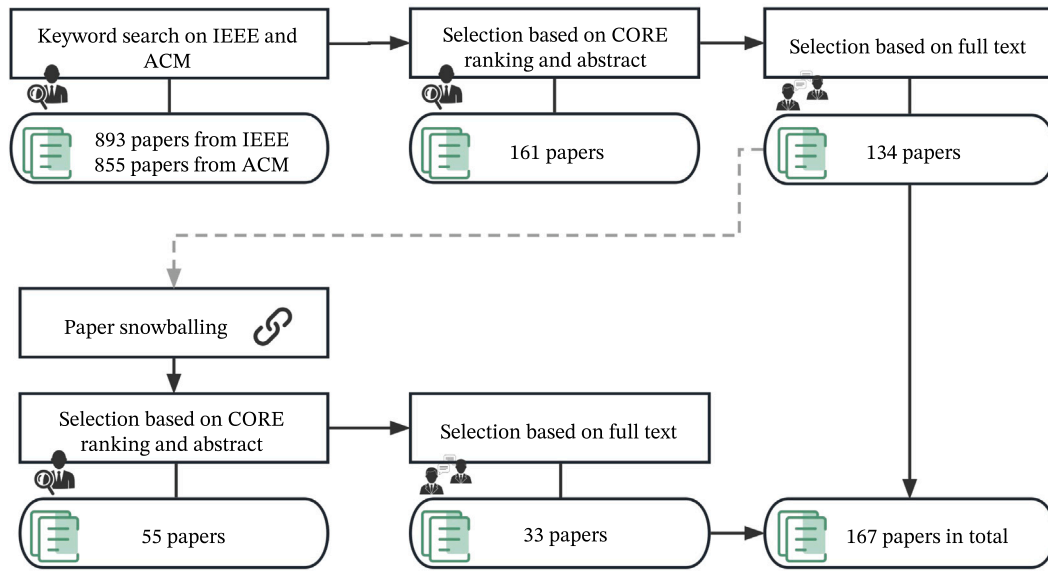 Keyword search on IEEE and
ACM
893 papers from IEEE
855 papers from ACM
Selection based on CORE
ranking and abstract
161 papers
Selection based on full text
134 papers
Paper snowballing
Selection based on CORE
ranking and abstract
55 papers
Selection based on full text
33 papers
167 papers in total